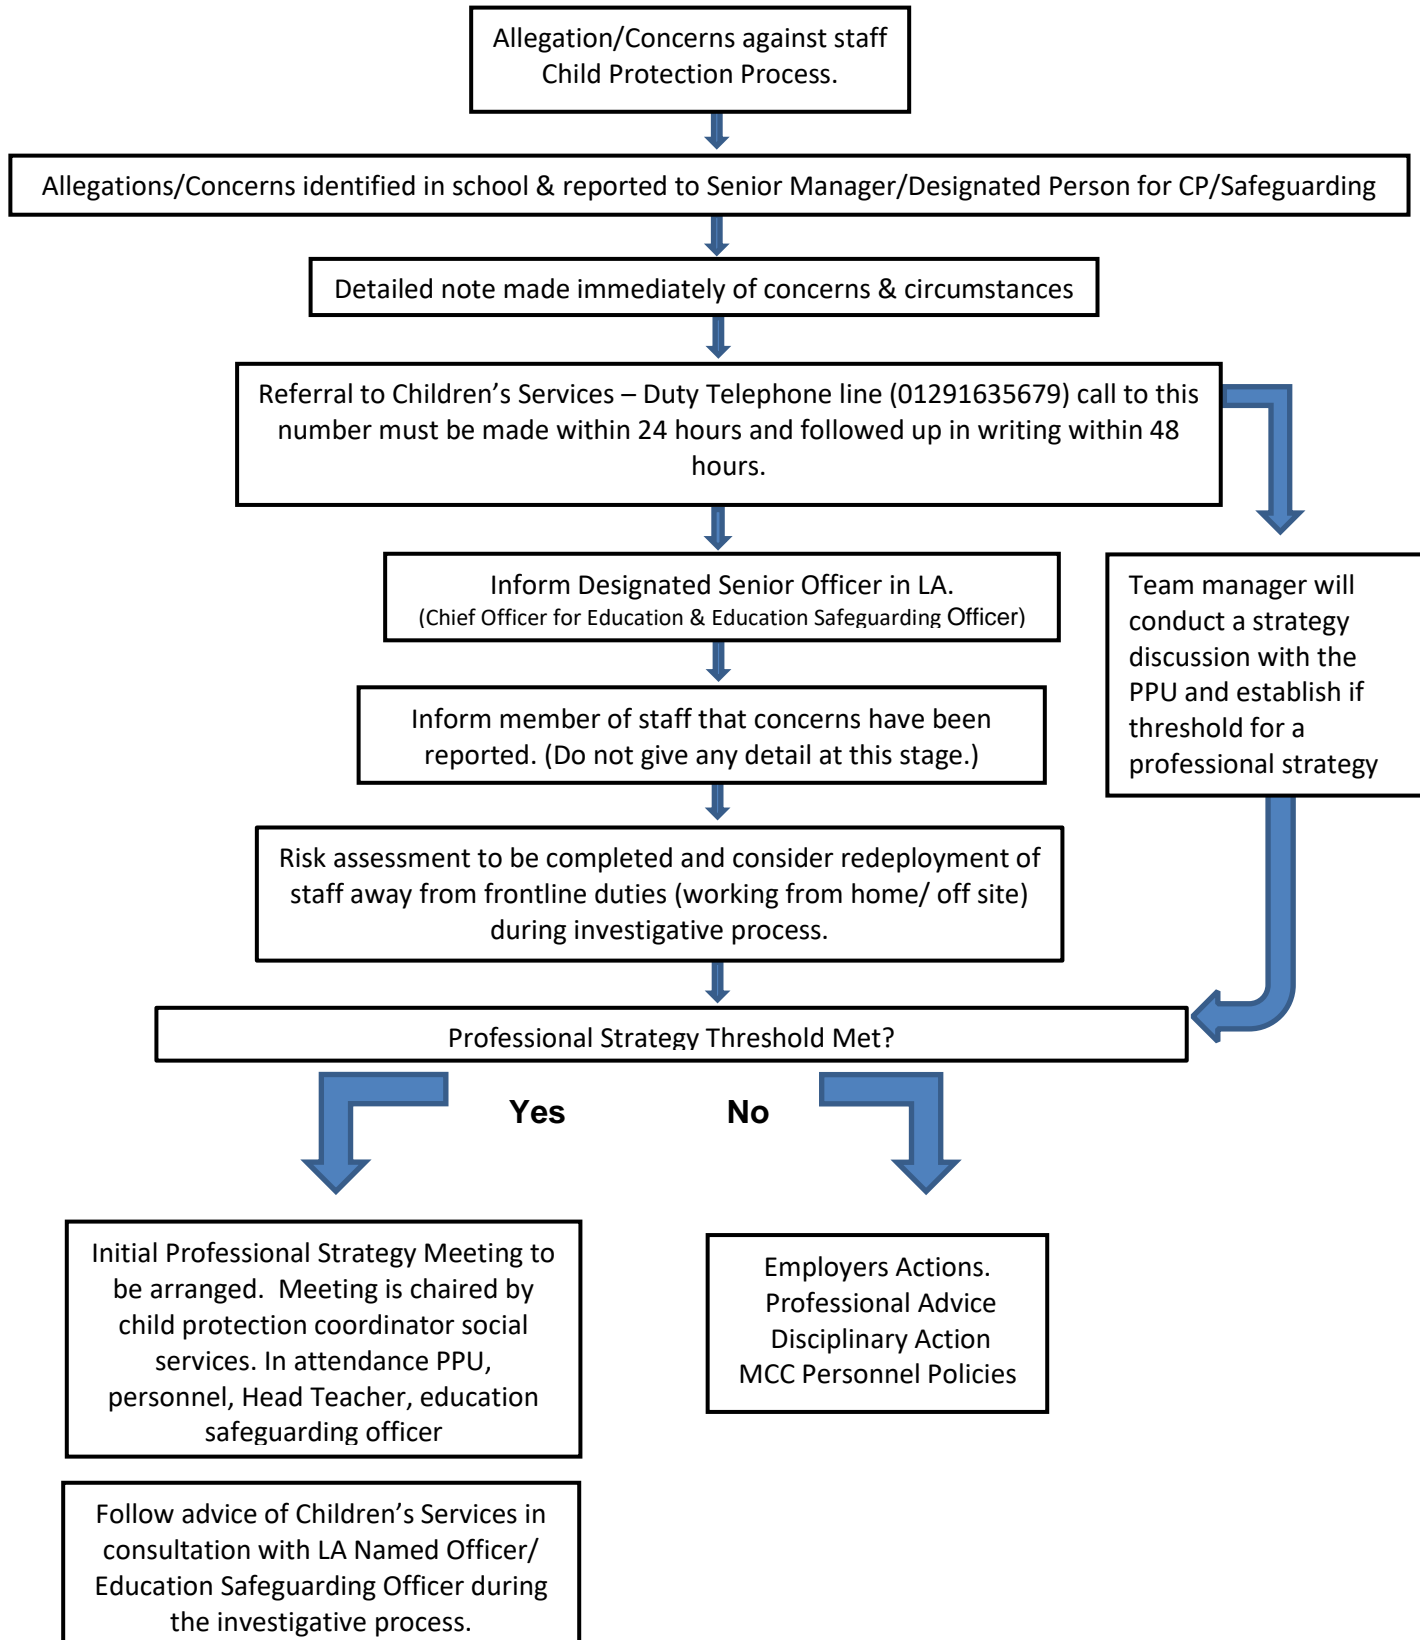 Allegation/Concerns against staff
Child Protection Process.
Allegations/Concerns identified in school & reported to Senior Manager/Designated Person for CP/Safeguarding
Detailed note made immediately of concerns & circumstances
Referral to Children’s Services – Duty Telephone line (01291635679) call to this
number must be made within 24 hours and followed up in writing within 48
hours.
Inform Designated Senior Officer in LA.
(Chief Officer for Education & Education Safeguarding Officer)
Team manager will
conduct a strategy
discussion with the
PPU and establish if
threshold for a
professional strategy
Inform member of staff that concerns have been
reported. (Do not give any detail at this stage.)
Risk assessment to be completed and consider redeployment of
staff away from frontline duties (working from home/ off site)
during investigative process.
Professional Strategy Threshold Met?
Yes
No
Initial Professional Strategy Meeting to
be arranged.  Meeting is chaired by
child protection coordinator social
services. In attendance PPU,
personnel, Head Teacher, education
safeguarding officer
Employers Actions.
Professional Advice
Disciplinary Action
MCC Personnel Policies
Follow advice of Children’s Services in
consultation with LA Named Officer/
Education Safeguarding Officer during
the investigative process.